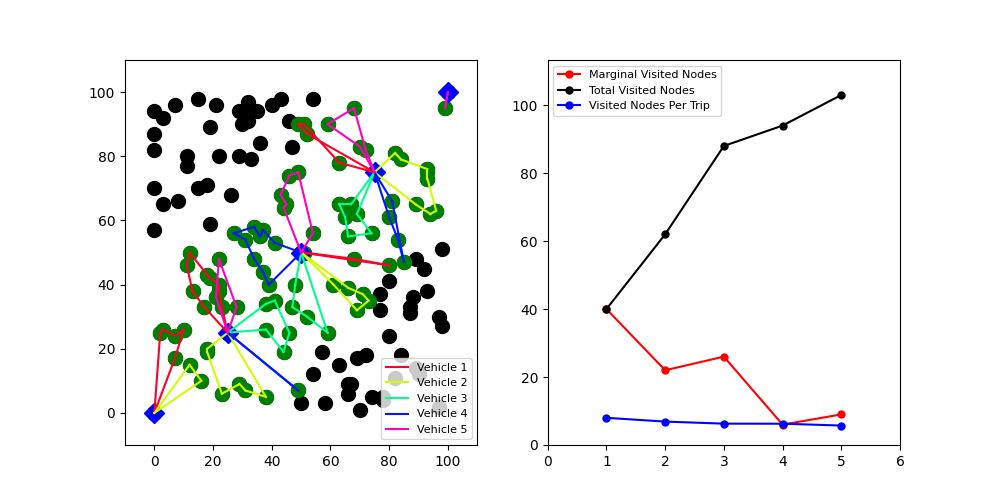 100
80
60
40
20
0
0 20 40 60 80 100
Vehicle 1
Vehicle 2
Vehicle 3
Vehicle 4
Vehicle 5
Marginal Visited Nodes
Total Visited Nodes
Visited Nodes Per Trip
100
80
60
40
20
0
0 1 2 3 4 5 6